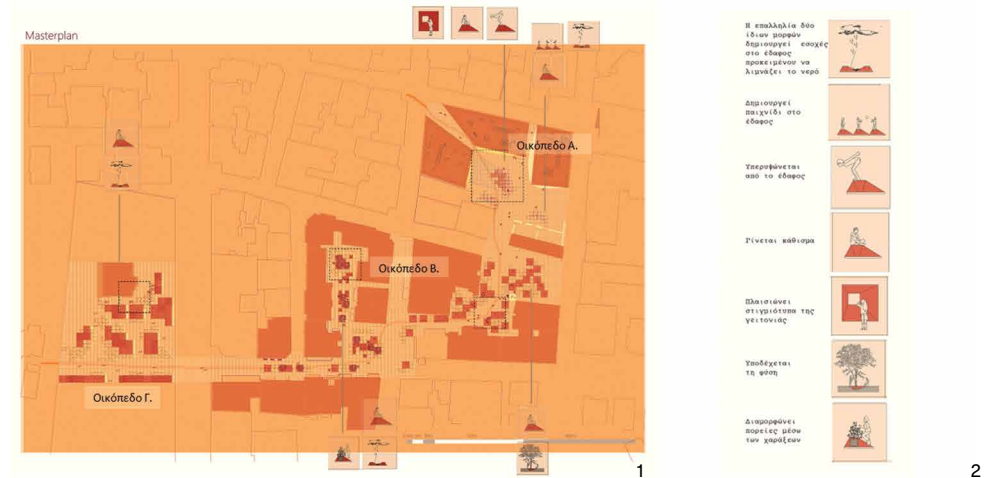 Masterplan
Οικόπεδο Α.
Οικόπεδο Β.
Οικόπεδο Γ.
1
Η επαλληλία δύο
ίδιων μορφών
δημιουργεί εσοχές
στο έδαφος
προκειμένου να
λιμνάζει το νερό
Δημιουργεί
παιχνίδι στο
έδαφος
Υπερυψώνεται
από το έδαφος
Γίνεται κάθισμα
Πλαισιώνει
στιγμιότυπα της
γειτονιάς
Υποδέχεται
τη φύση
Διαμορφώνει
πορείες μέσω
των χαράξεων
2